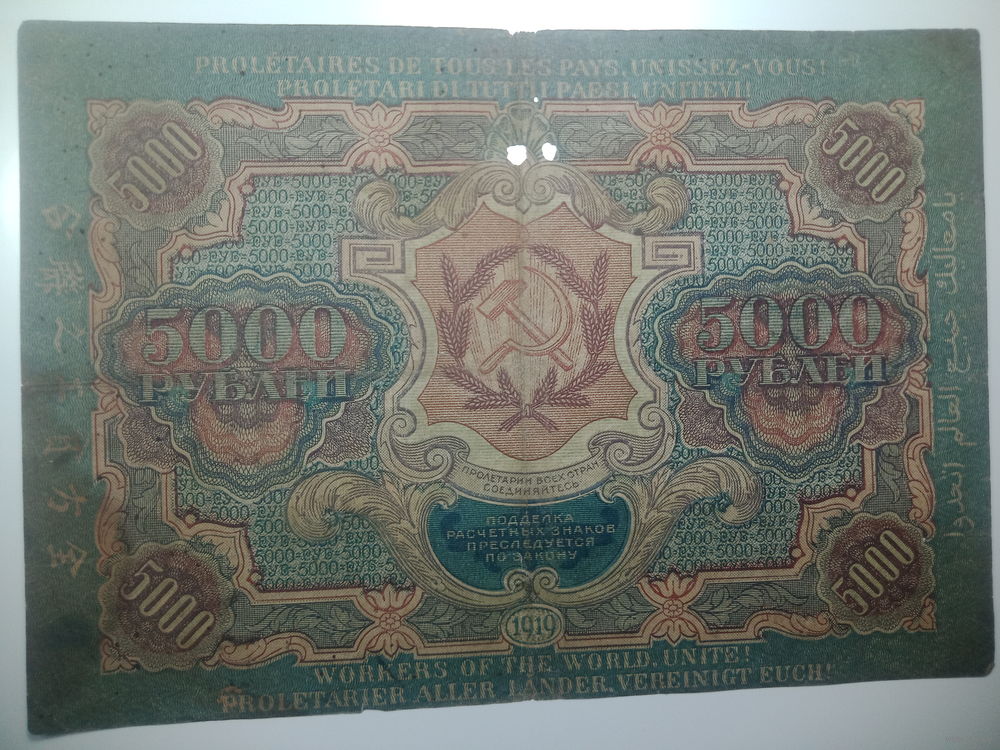 PROLÉTAIRES DE TOUS LES PAYS, UNISSEZ-VOUS!
PROLETARI DI TUTTI I PAESI, UNITEVI!
5000
5000
5000
РУБЛЕЙ
5000
РУБЛЕЙ
ПРОЛЕТАРИИ ВСЕХ СТРАН
СОЕДИНЯЙТЕСЬ
ПОДДЕЛКА
РАСЧЕТНЫХ ЗНАКОВ
ПРЕСЛЕДУЕТСЯ
ПО ЗАКОНУ
5000
5000
1919
WORKERS OF THE WORLD, UNITE!
PROLETARIER ALLER LÄNDER, VEREINIGT EUCH!